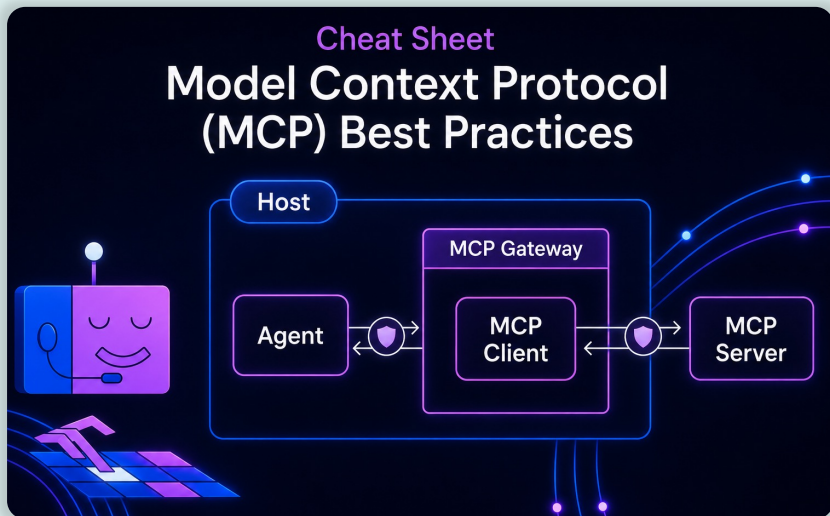 Cheat Sheet
Model Context Protocol
(MCP) Best Practices
Host
MCP Gateway
Agent
MCP
Client
MCP
Server